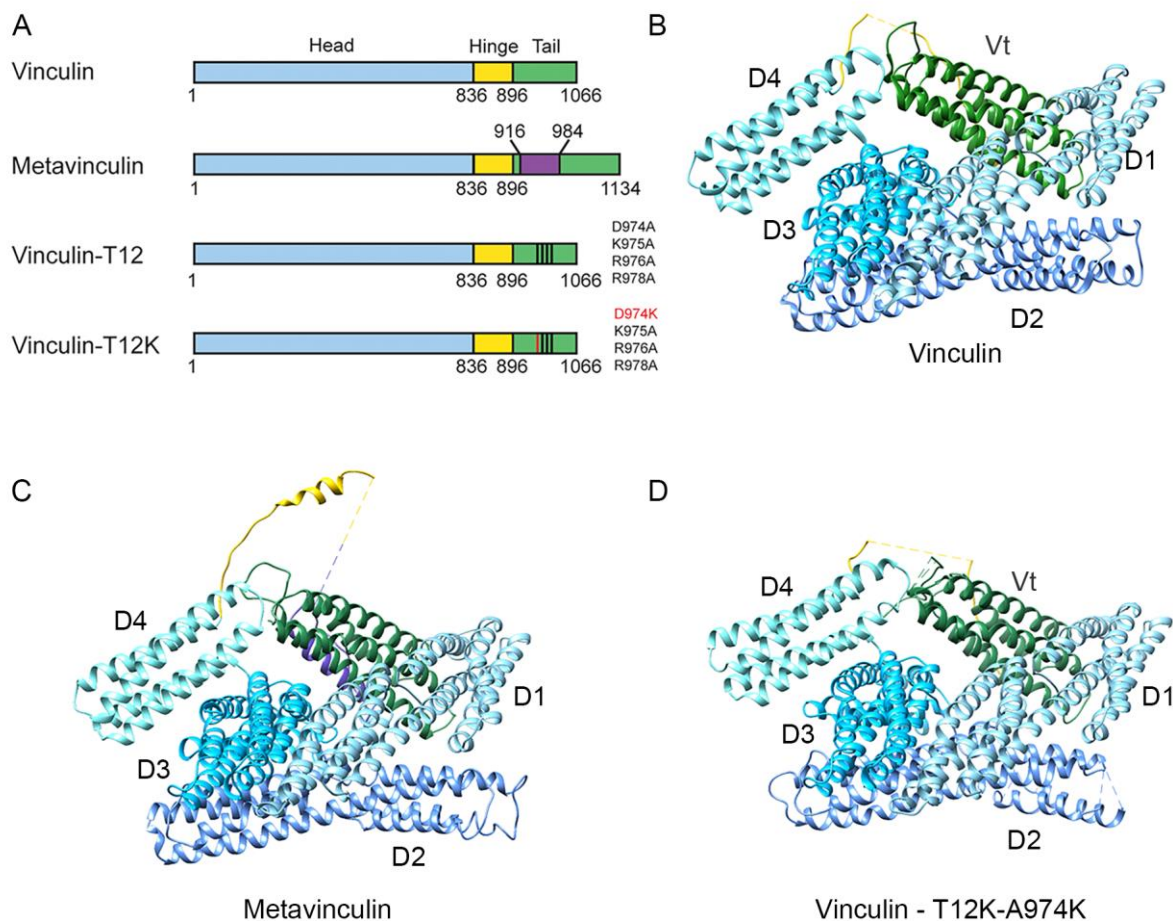 A
Head Hinge Tail
Vinculin
1 836 896 1066
916 984
Metavinculin
1 836 896 1134
Vinculin-T12
1 836 896 1066
D974A
K975A
R976A
R978A
Vinculin-T12K
1 836 896 1066
D974K
K975A
R976A
R978A
B
Vt
D4
D1
D3
D2
Vinculin
C
D4
D1
D3
D2
Metavinculin
D
Vt
D4
D1
D3
D2
Vinculin - T12K-A974K